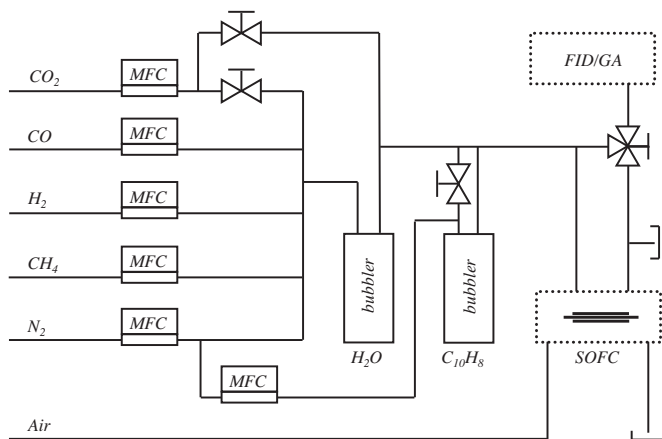 FID/GA
CO2
MFC
CO
MFC
H2
MFC
CH4
MFC
N2
MFC
MFC
Air
bubbler
H2O
bubbler
C10H8
SOFC